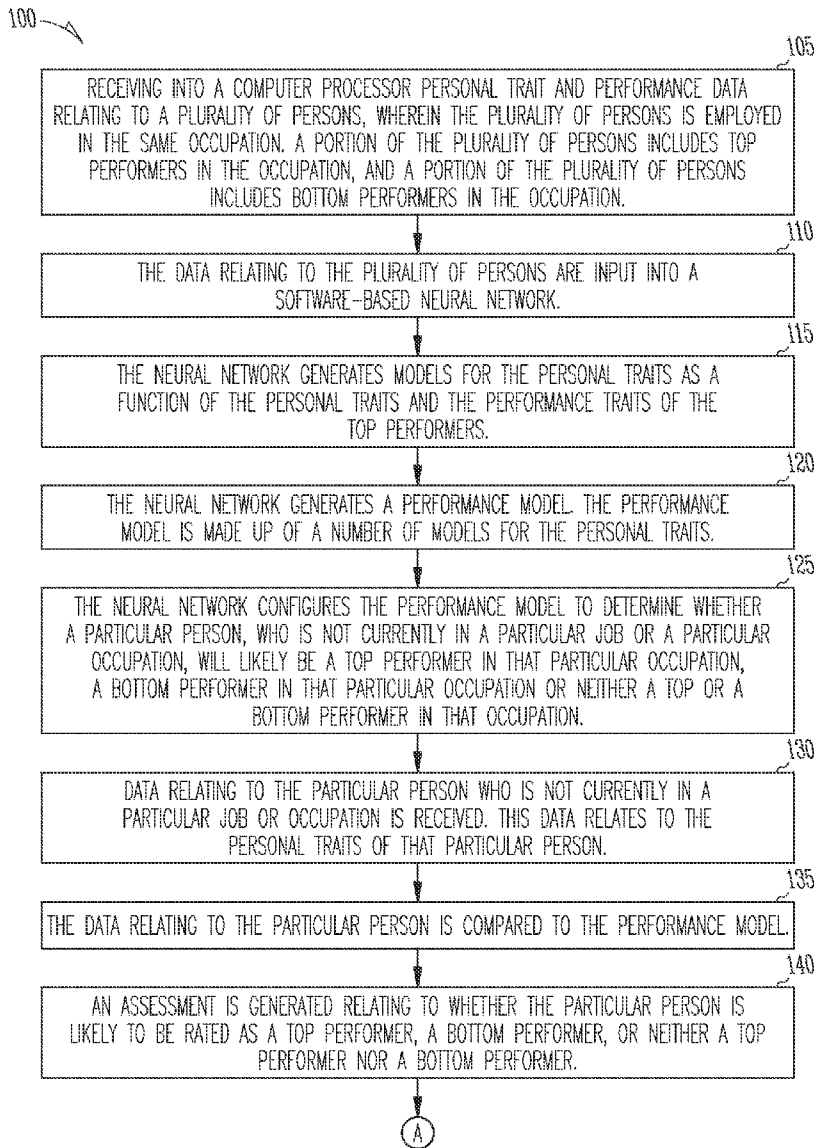 100
105
RECEIVING INTO A COMPUTER PROCESSOR PERSONAL TRAIT AND PERFORMANCE DATA
RELATING TO A PLURALITY OF PERSONS, WHEREIN THE PLURALITY OF PERSONS IS EMPLOYED
IN THE SAME OCCUPATION. A PORTION OF THE PLURALITY OF PERSONS INCLUDES TOP
PERFORMERS IN THE OCCUPATION, AND A PORTION OF THE PLURALITY OF PERSONS
INCLUDES BOTTOM PERFORMERS IN THE OCCUPATION.
110
THE DATA RELATING TO THE PLURALITY OF PERSONS ARE INPUT INTO A
SOFTWARE-BASED NEURAL NETWORK.
115
THE NEURAL NETWORK GENERATES MODELS FOR THE PERSONAL TRAITS AS A
FUNCTION OF THE PERSONAL TRAITS AND THE PERFORMANCE TRAITS OF THE
TOP PERFORMERS.
120
THE NEURAL NETWORK GENERATES A PERFORMANCE MODEL. THE PERFORMANCE
MODEL IS MADE UP OF A NUMBER OF MODELS FOR THE PERSONAL TRAITS.
125
THE NEURAL NETWORK CONFIGURES THE PERFORMANCE MODEL TO DETERMINE WHETHER
A PARTICULAR PERSON, WHO IS NOT CURRENTLY IN A PARTICULAR JOB OR A PARTICULAR
OCCUPATION, WILL LIKELY BE A TOP PERFORMER IN THAT PARTICULAR OCCUPATION,
A BOTTOM PERFORMER IN THAT PARTICULAR OCCUPATION OR NEITHER A TOP OR A
BOTTOM PERFORMER IN THAT OCCUPATION.
130
DATA RELATING TO THE PARTICULAR PERSON WHO IS NOT CURRENTLY IN A
PARTICULAR JOB OR OCCUPATION IS RECEIVED. THIS DATA RELATES TO THE
PERSONAL TRAITS OF THAT PARTICULAR PERSON.
135
THE DATA RELATING TO THE PARTICULAR PERSON IS COMPARED TO THE PERFORMANCE MODEL.
140
AN ASSESSMENT IS GENERATED RELATING TO WHETHER THE PARTICULAR PERSON IS
LIKELY TO BE RATED AS A TOP PERFORMER, A BOTTOM PERFORMER, OR NEITHER A TOP
PERFORMER NOR A BOTTOM PERFORMER.
A